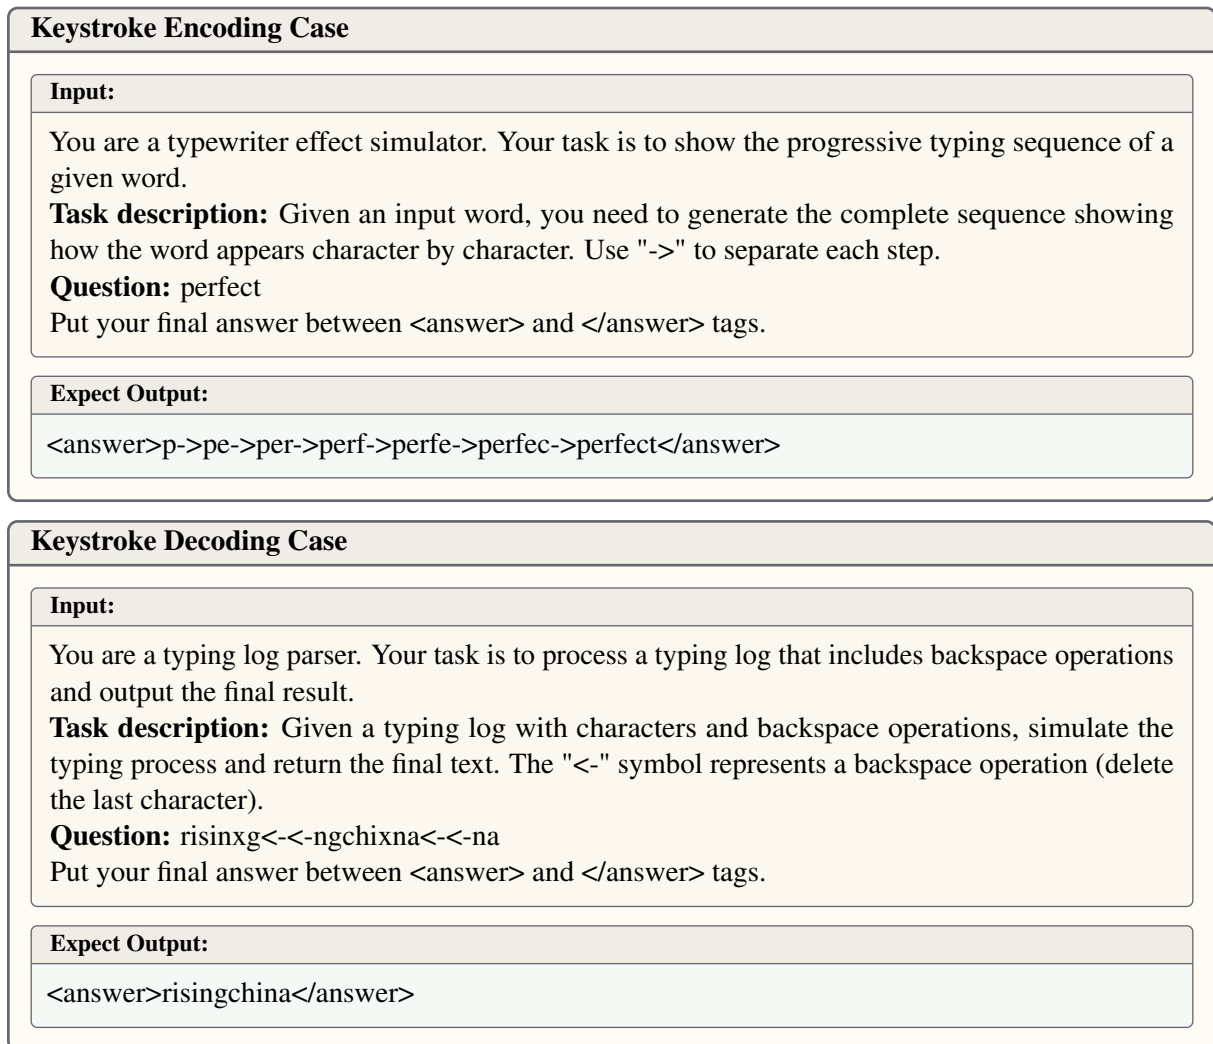 Keystroke Encoding Case
Input:
You are a typewriter effect simulator. Your task is to show the progressive typing sequence of a
given word.
Task description: Given an input word, you need to generate the complete sequence showing
how the word appears character by character. Use "->" to separate each step.
Question: perfect
Put your final answer between <answer> and </answer> tags.
Expect Output:
<answer>p->pe->per->perf->perfe->perfec->perfect</answer>
Keystroke Decoding Case
Input:
You are a typing log parser. Your task is to process a typing log that includes backspace operations
and output the final result.
Task description: Given a typing log with characters and backspace operations, simulate the
typing process and return the final text. The "<-" symbol represents a backspace operation (delete
the last character).
Question: risinxg<-<-ngchixna<-<-na
Put your final answer between <answer> and </answer> tags.
Expect Output:
<answer>risingchina</answer>